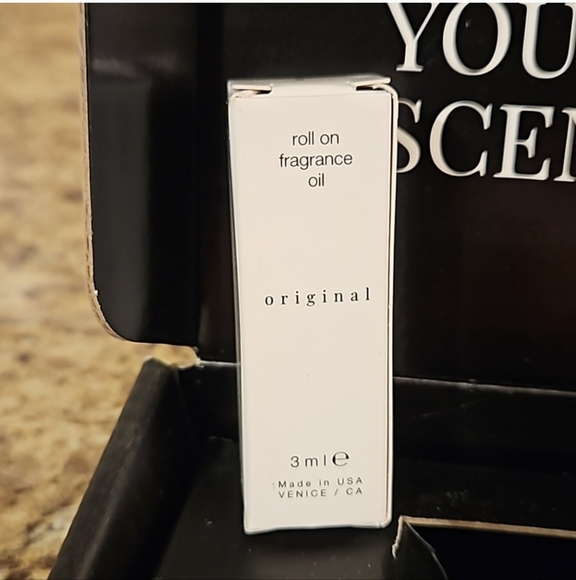 YOU
SCEN
roll on
fragrance
oil
original
3 ml ℮
Made in USA
VENICE / CA